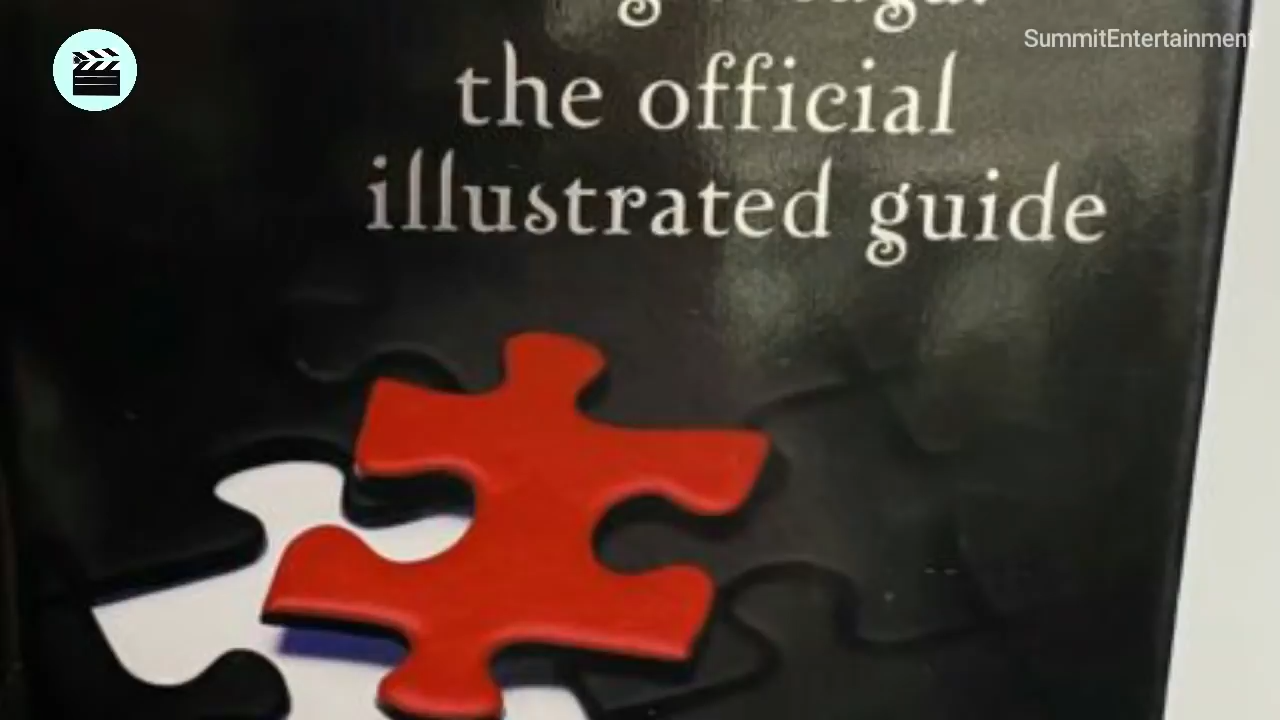 SummitEntertainment
the official
illustrated guide